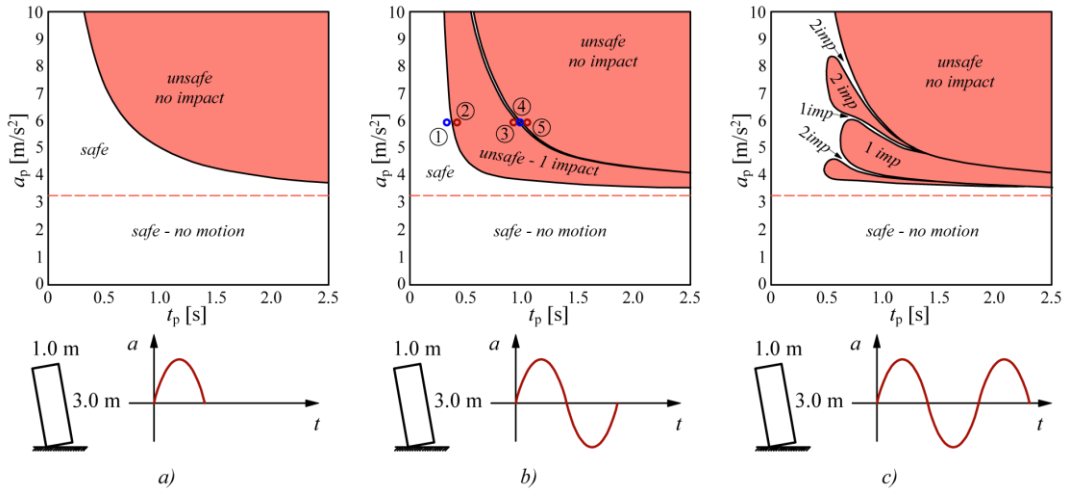 10
9
8
7
6
5
4
3
2
1
0
aₚ [m/s²]
unsafe
no impact
safe
safe - no motion
0 0.5 1.0 1.5 2.0 2.5
tₚ [s]
1.0 m
3.0 m
a
t
a)
10
9
8
7
6
5
4
3
2
1
0
aₚ [m/s²]
unsafe
no impact
①
②
③
④
⑤
unsafe - 1 impact
safe
safe - no motion
0 0.5 1.0 1.5 2.0 2.5
tₚ [s]
1.0 m
3.0 m
a
t
b)
10
9
8
7
6
5
4
3
2
1
0
aₚ [m/s²]
2imp
unsafe
no impact
2 imp
1imp
2imp
1 imp
safe - no motion
0 0.5 1.0 1.5 2.0 2.5
tₚ [s]
1.0 m
3.0 m
a
t
c)